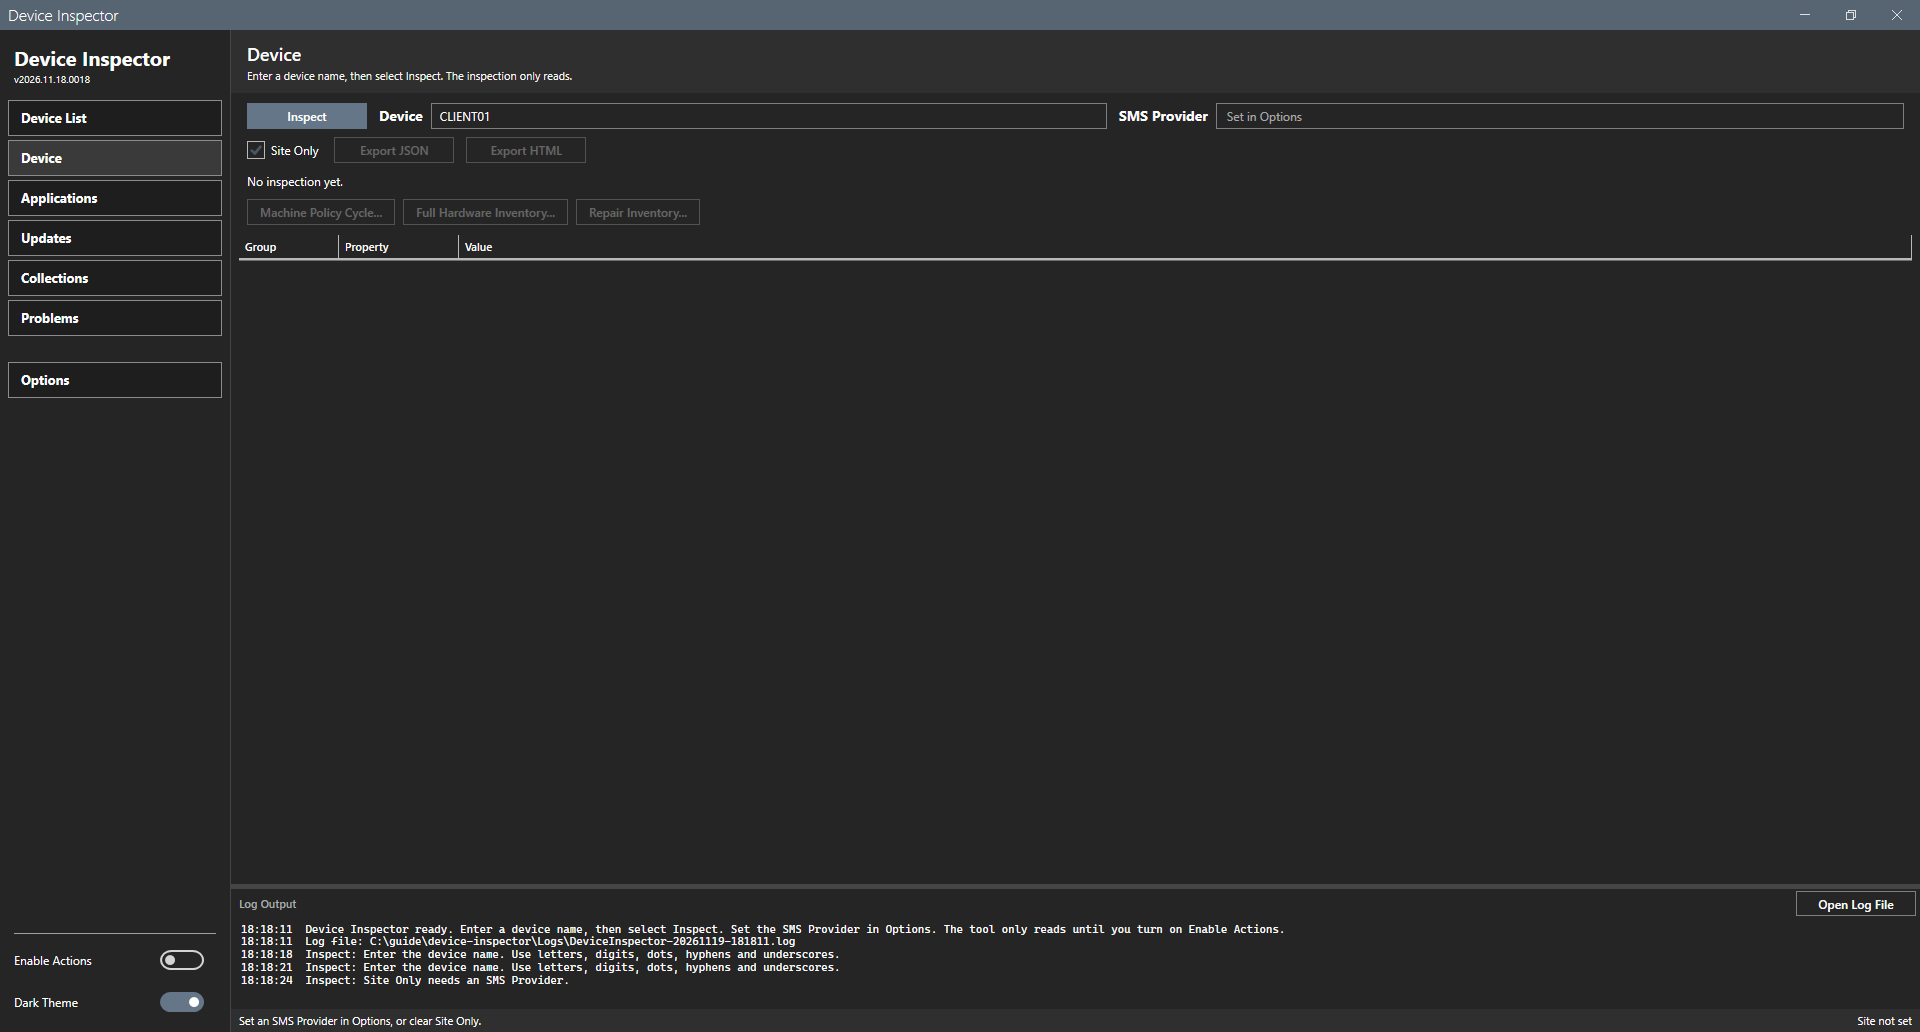 Device Inspector
Device Inspector
v2026.11.18.0018
Device List
Device
Applications
Updates
Collections
Problems
Options
Enable Actions
Dark Theme
Device
Enter a device name, then select Inspect. The inspection only reads.
Inspect Device CLIENT01 SMS Provider Set in Options
Site Only Export JSON Export HTML
No inspection yet.
Machine Policy Cycle... Full Hardware Inventory... Repair Inventory...
Group Property Value
Log Output Open Log File
18:18:11 Device Inspector ready. Enter a device name, then select Inspect. Set the SMS Provider in Options. The tool only reads until you turn on Enable Actions.
18:18:11 Log file: C:\guide\device-inspector\Logs\DeviceInspector-20261119-181811.log
18:18:18 Inspect: Enter the device name. Use letters, digits, dots, hyphens and underscores.
18:18:21 Inspect: Enter the device name. Use letters, digits, dots, hyphens and underscores.
18:18:24 Inspect: Site Only needs an SMS Provider.
Set an SMS Provider in Options, or clear Site Only. Site not set